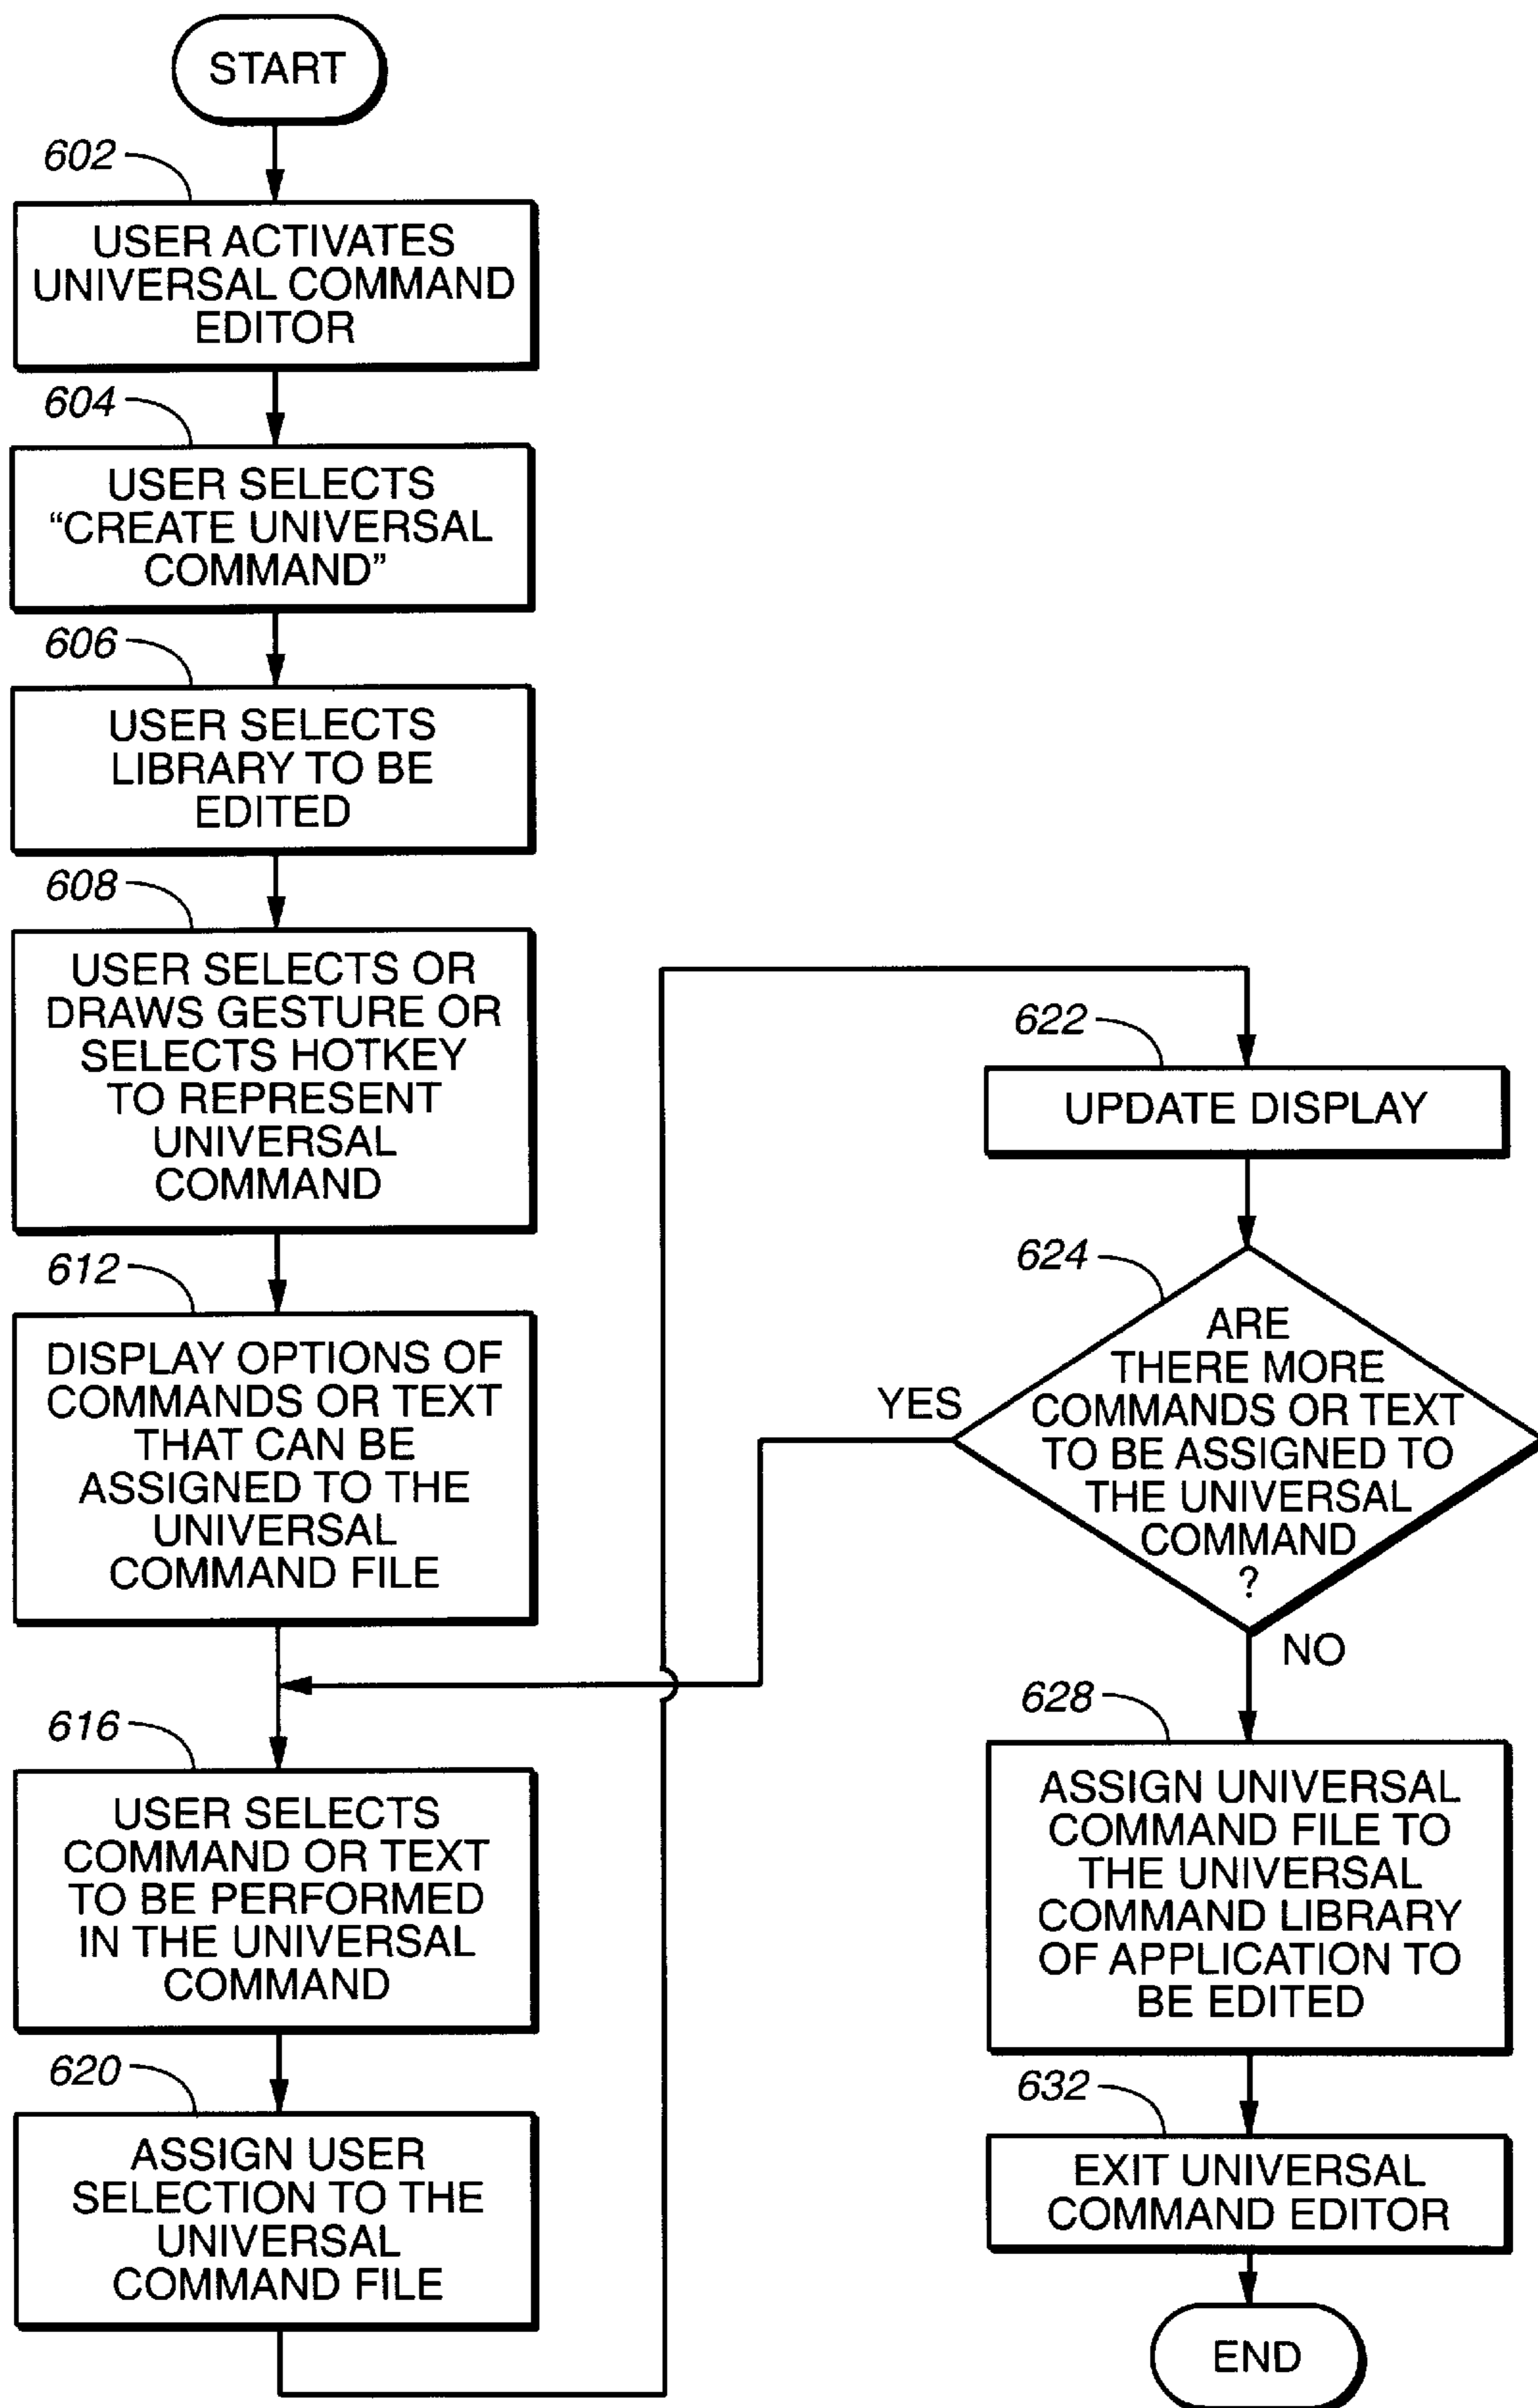 START
602
USER ACTIVATES
UNIVERSAL COMMAND
EDITOR
604
USER SELECTS
“CREATE UNIVERSAL
COMMAND”
606
USER SELECTS
LIBRARY TO BE
EDITED
608
USER SELECTS OR
DRAWS GESTURE OR
SELECTS HOTKEY
TO REPRESENT
UNIVERSAL
COMMAND
612
DISPLAY OPTIONS OF
COMMANDS OR TEXT
THAT CAN BE
ASSIGNED TO THE
UNIVERSAL
COMMAND FILE
616
USER SELECTS
COMMAND OR TEXT
TO BE PERFORMED
IN THE UNIVERSAL
COMMAND
620
ASSIGN USER
SELECTION TO THE
UNIVERSAL
COMMAND FILE
622
UPDATE DISPLAY
624
ARE
THERE MORE
COMMANDS OR TEXT
TO BE ASSIGNED TO
THE UNIVERSAL
COMMAND
?
YES
NO
628
ASSIGN UNIVERSAL
COMMAND FILE TO
THE UNIVERSAL
COMMAND LIBRARY
OF APPLICATION TO
BE EDITED
632
EXIT UNIVERSAL
COMMAND EDITOR
END